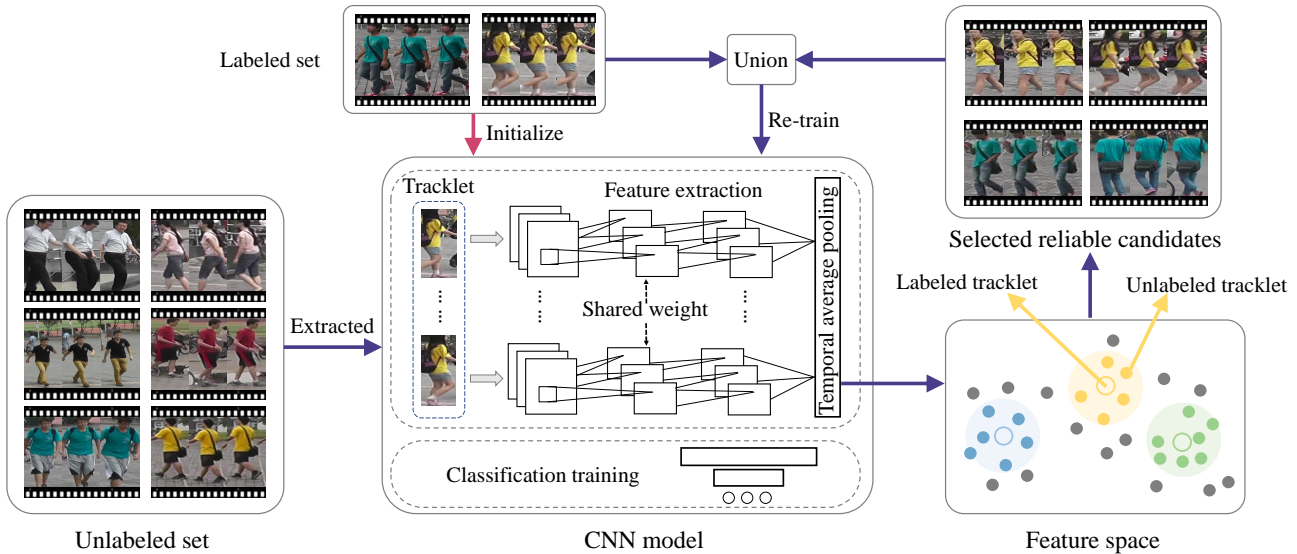 Labeled set
Union
Initialize
Re-train
Tracklet
Feature extraction
Temporal average pooling
Shared weight
Extracted
Classification training
Selected reliable candidates
Labeled tracklet
Unlabeled tracklet
Unlabeled set
CNN model
Feature space